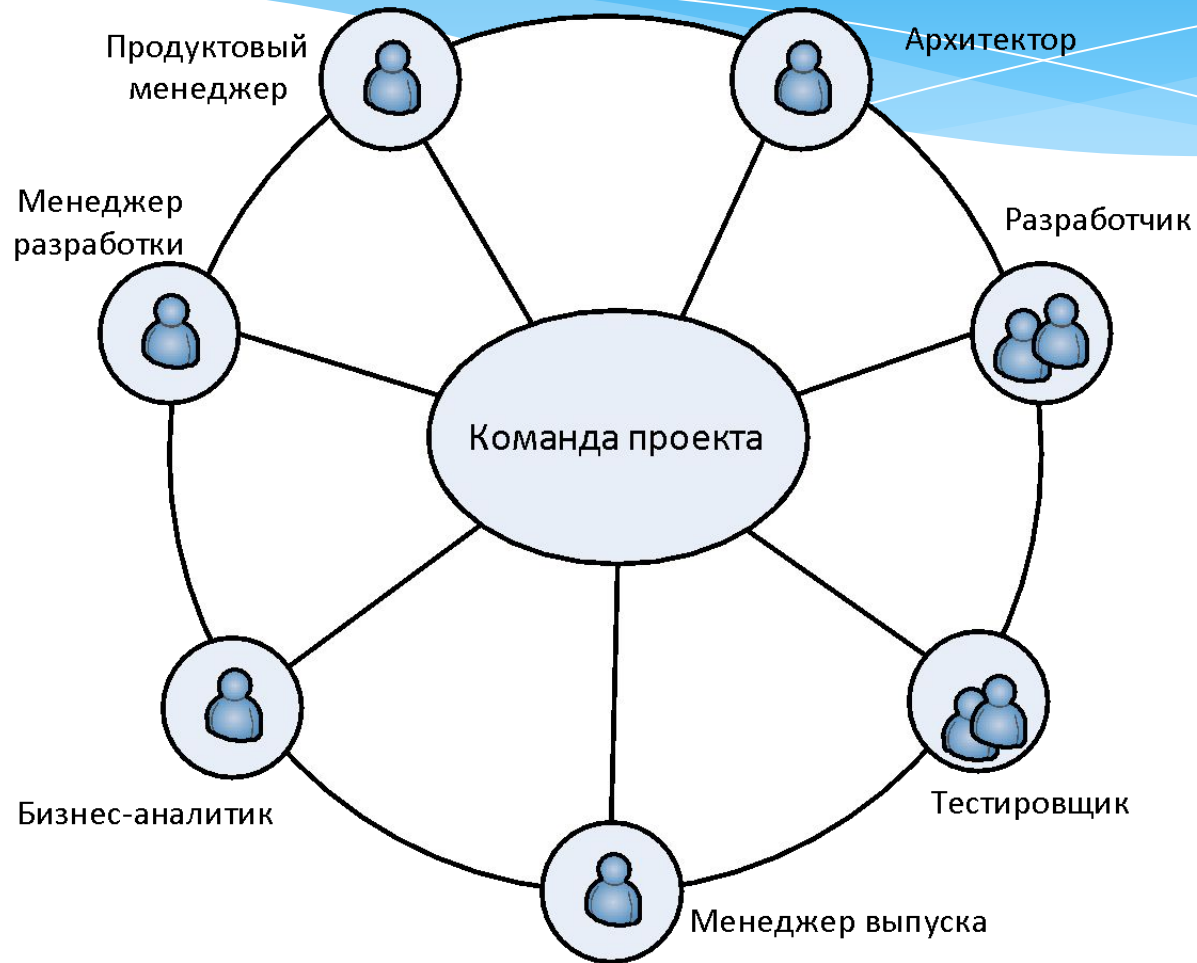 Продуктовый
менеджер
Архитектор
Менеджер
разработки
Разработчик
Команда проекта
Бизнес-аналитик
Тестировщик
Менеджер выпуска